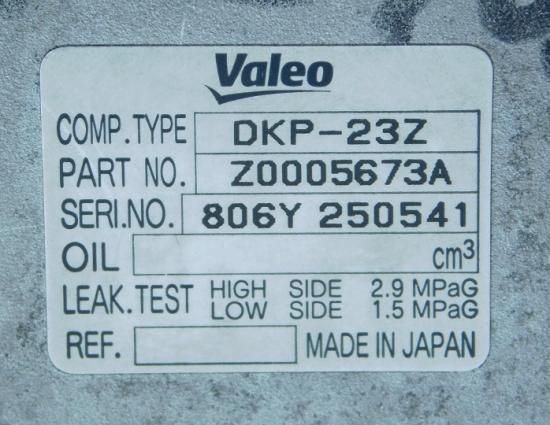 Valeo
COMP.TYPE DKP-23Z
PART NO. Z0005673A
SERI.NO. 806Y 250541
OIL cm³
LEAK.TEST HIGH SIDE 2.9 MPaG
LOW SIDE 1.5 MPaG
REF. MADE IN JAPAN